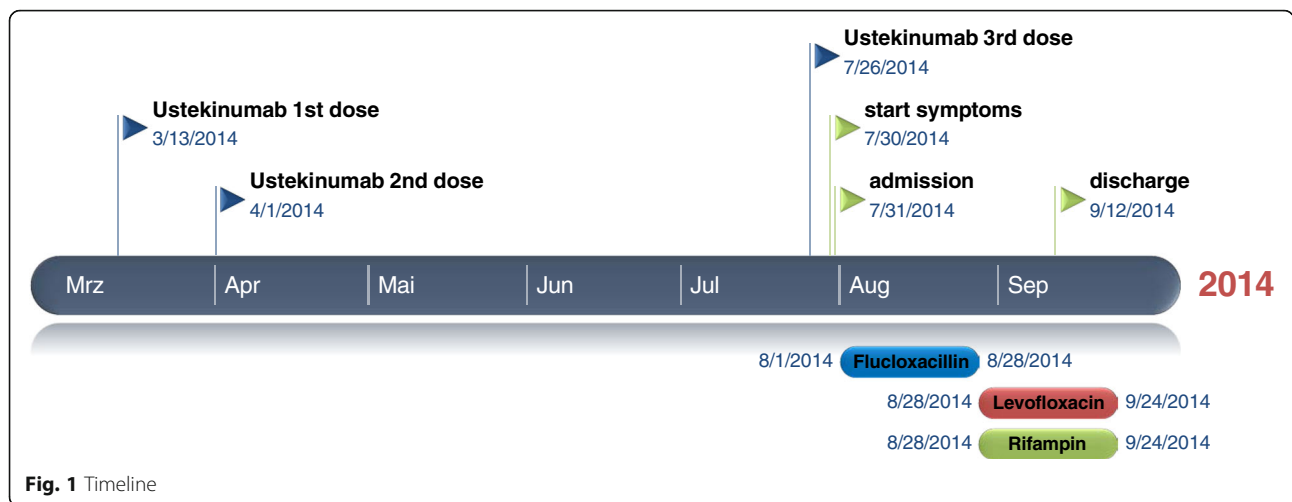 Ustekinumab 3rd dose
7/26/2014
Ustekinumab 1st dose
3/13/2014
start symptoms
7/30/2014
Ustekinumab 2nd dose
4/1/2014
admission
7/31/2014
discharge
9/12/2014
Mrz Apr Mai Jun Jul Aug Sep 2014
8/1/2014 Flucloxacillin 8/28/2014
8/28/2014 Levofloxacin 9/24/2014
8/28/2014 Rifampin 9/24/2014
Fig. 1 Timeline